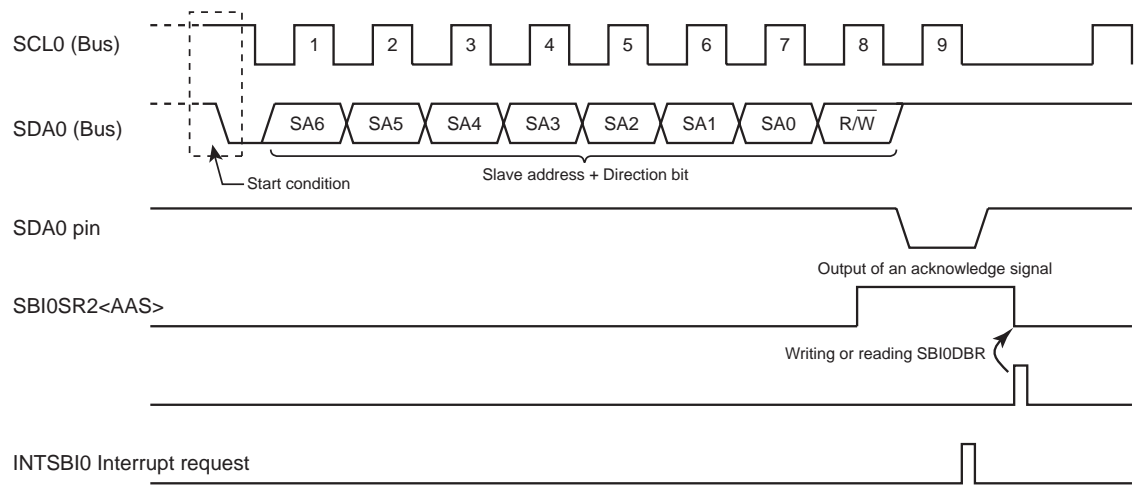 SCL0 (Bus)
1 2 3 4 5 6 7 8 9
SDA0 (Bus)
SA6 SA5 SA4 SA3 SA2 SA1 SA0 R/W̅
Start condition
Slave address + Direction bit
SDA0 pin
Output of an acknowledge signal
SBI0SR2<AAS>
Writing or reading SBI0DBR
INTSBI0 Interrupt request